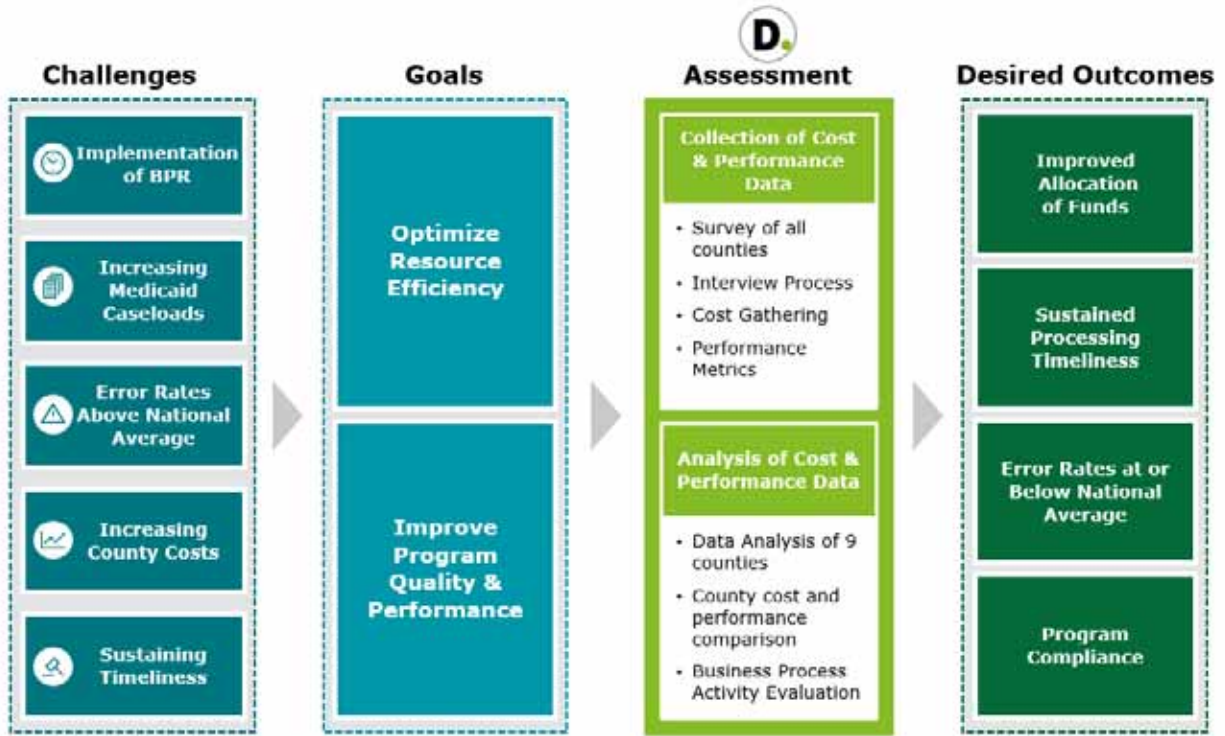 D.
Challenges
Implementation
of BPR
Increasing
Medicaid
Caseloads
Error Rates
Above National
Average
Increasing
County Costs
Sustaining
Timeliness
Goals
Optimize
Resource
Efficiency
Improve
Program
Quality &
Performance
Assessment
Collection of Cost
& Performance
Data
• Survey of all
counties
• Interview Process
• Cost Gathering
• Performance
Metrics
Analysis of Cost &
Performance Data
• Data Analysis of 9
counties
• County cost and
performance
comparison
• Business Process
Activity Evaluation
Desired Outcomes
Improved
Allocation
of Funds
Sustained
Processing
Timeliness
Error Rates at or
Below National
Average
Program
Compliance